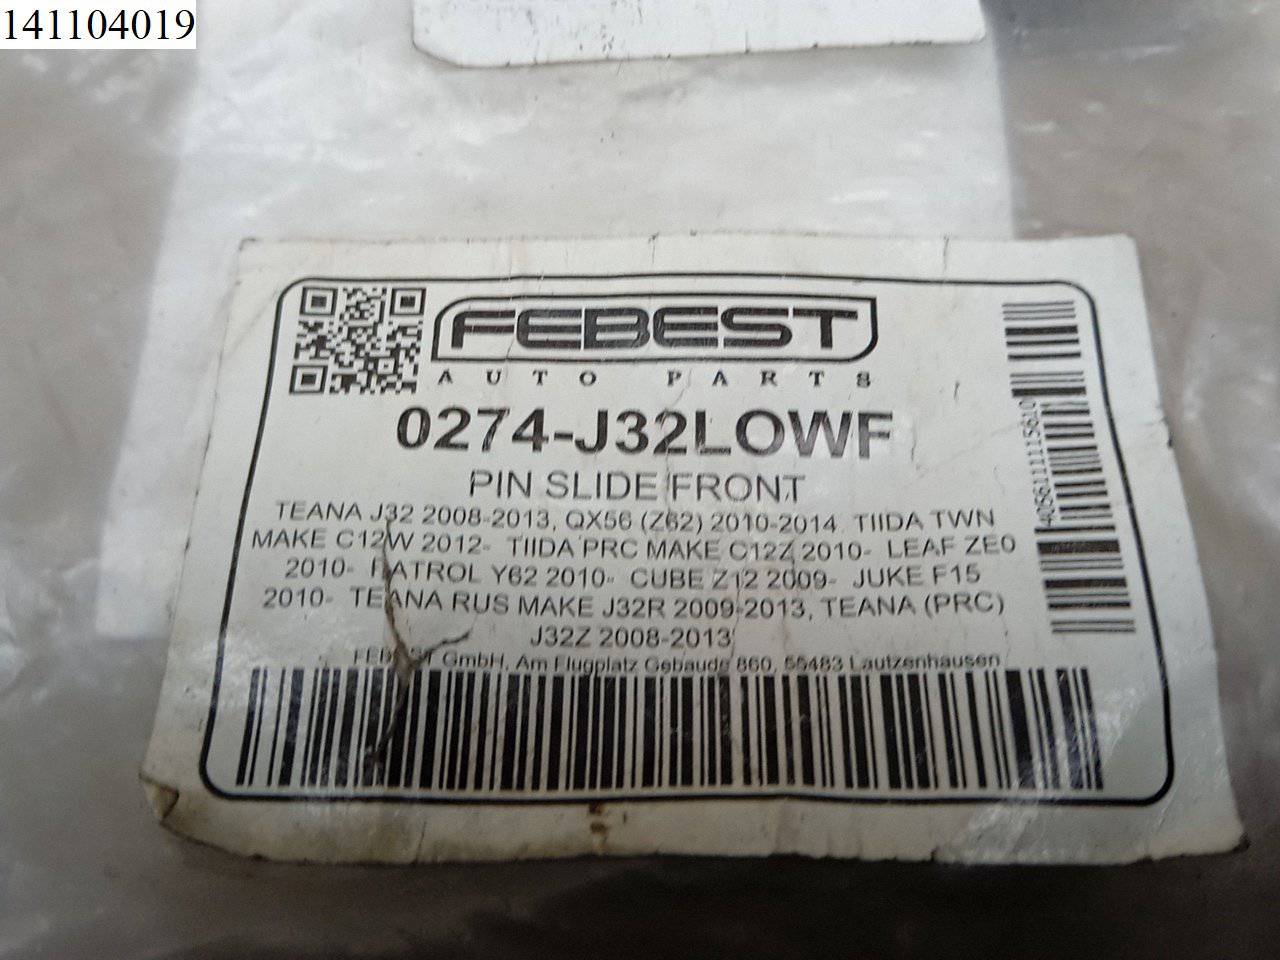 141104019
FEBEST
AUTO PARTS
0274-J32LOWF
PIN SLIDE FRONT
TEANA J32 2008-2013, QX56 (Z62) 2010-2014, TIIDA TWN
MAKE C12W 2012- TIIDA PRC MAKE C12Z 2010- LEAF ZE0
2010- PATROL Y62 2010- CUBE Z12 2009- JUKE F15
2010- TEANA RUS MAKE J32R 2009-2013, TEANA (PRC)
J32Z 2008-2013
FEBEST GmbH, Am Flugplatz Gebaude 860, 55483 Lautzenhausen